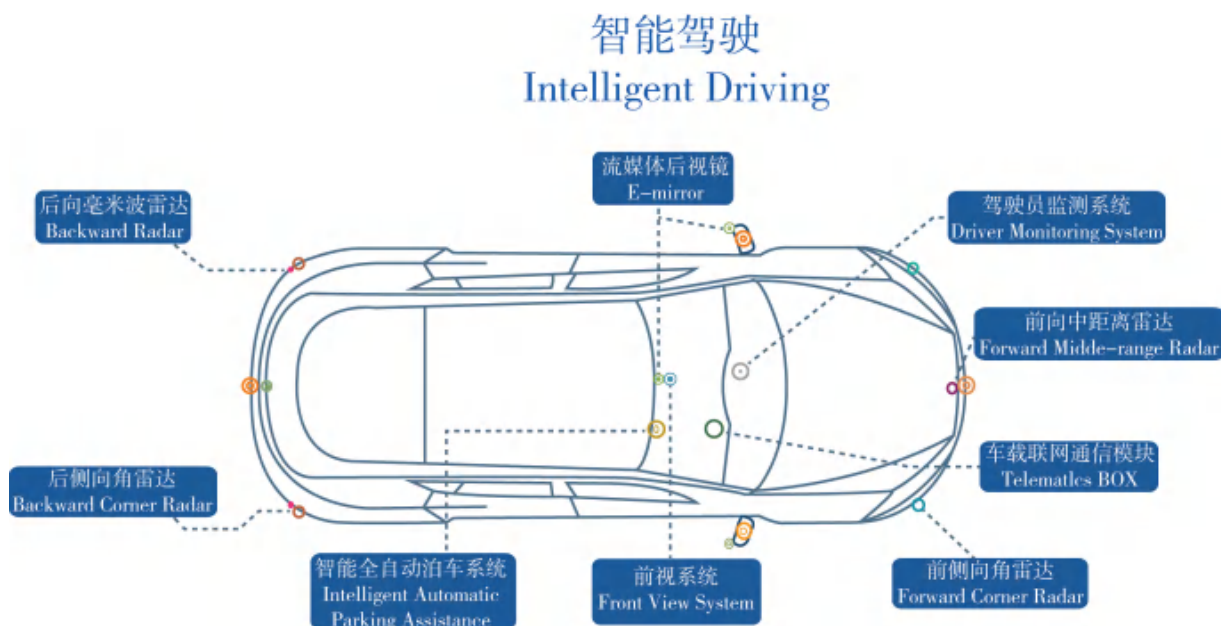 智能驾驶
Intelligent Driving
流媒体后视镜
E-mirror
后向毫米波雷达
Backward Radar
驾驶员监测系统
Driver Monitoring System
前向中距离雷达
Forward Midde-range Radar
后侧向角雷达
Backward Corner Radar
车载联网通信模块
Telematlcs BOX
智能全自动泊车系统
Intelligent Automatic
Parking Assistance
前视系统
Front View System
前侧向角雷达
Forward Corner Radar